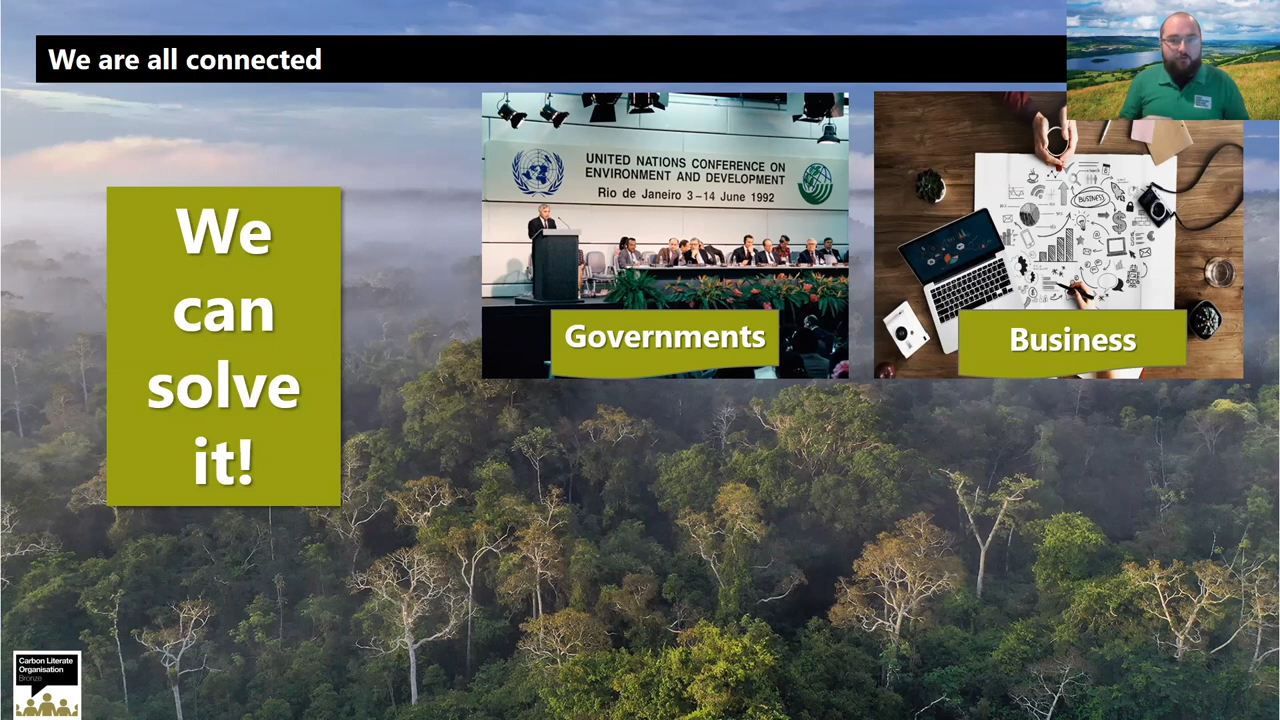 We are all connected
We
can
solve
it!
UNITED NATIONS CONFERENCE ON
ENVIRONMENT AND DEVELOPMENT
Rio de Janeiro 3–14 June 1992
Governments
BUSINESS
Business
Carbon Literate
Organisation
Bronze